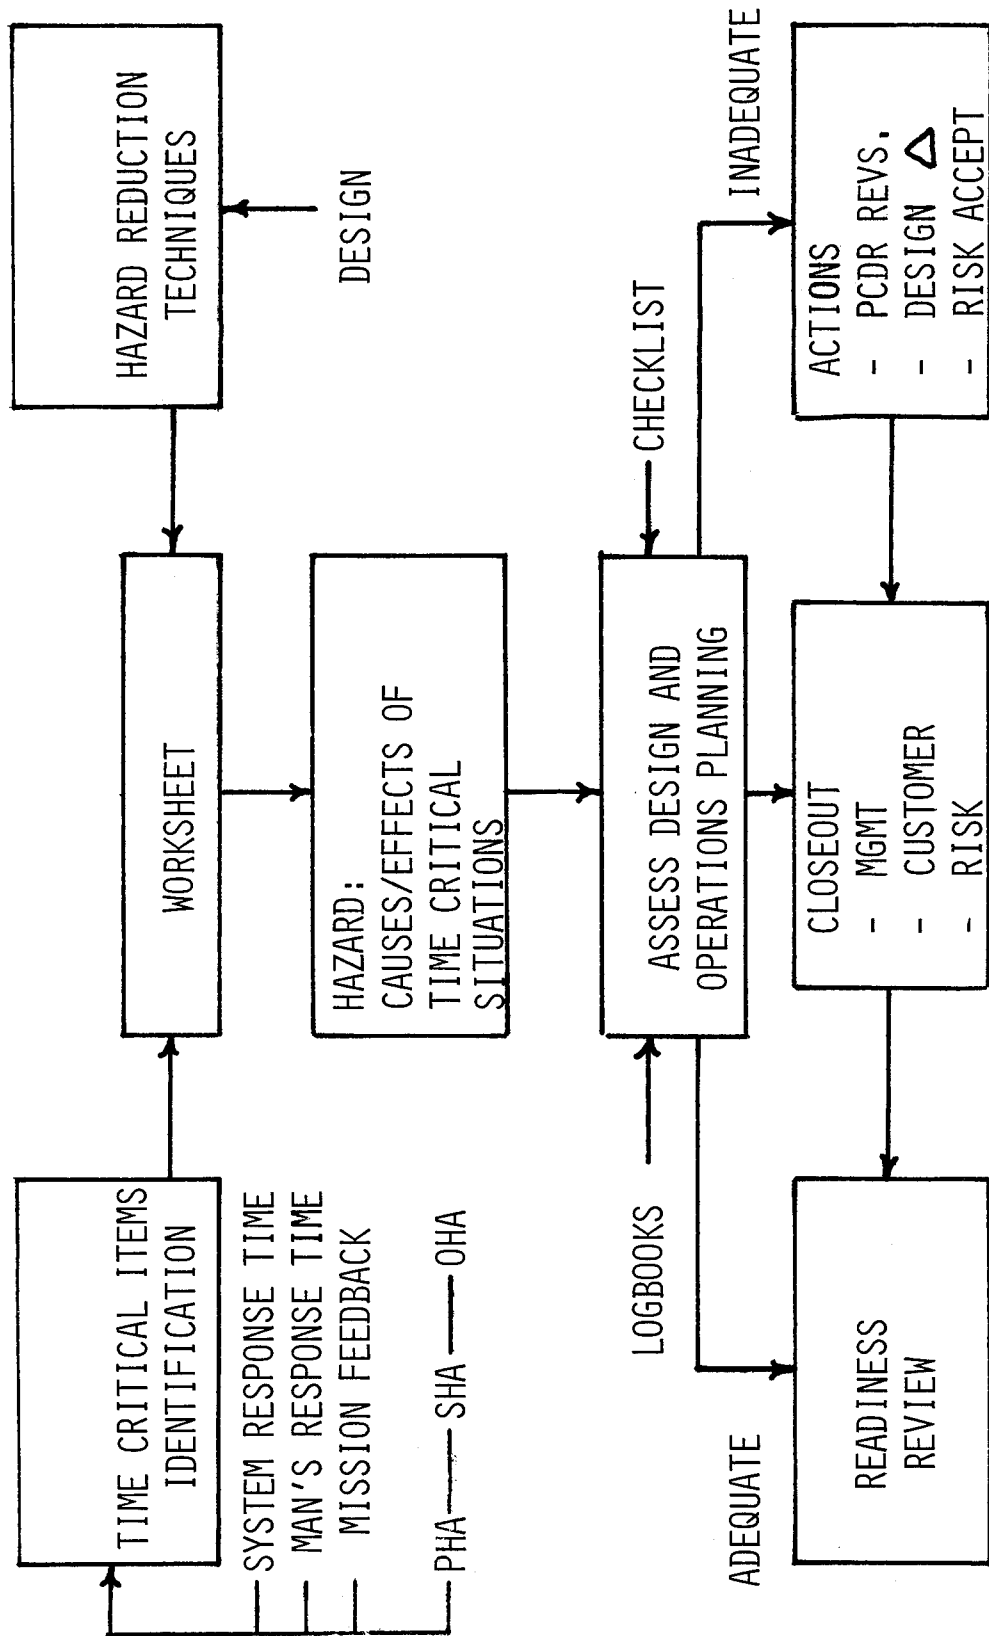 TIME CRITICAL ITEMS
IDENTIFICATION
SYSTEM RESPONSE TIME
MAN'S RESPONSE TIME
MISSION FEEDBACK
PHA SHA OHA
WORKSHEET
HAZARD REDUCTION
TECHNIQUES
DESIGN
HAZARD:
CAUSES/EFFECTS OF
TIME CRITICAL
SITUATIONS
LOGBOOKS
ASSESS DESIGN AND
OPERATIONS PLANNING
CHECKLIST
ADEQUATE
INADEQUATE
READINESS
REVIEW
CLOSEOUT
- MGMT
- CUSTOMER
- RISK
ACTIONS
- PCDR REVS.
- DESIGN Δ
- RISK ACCEPT